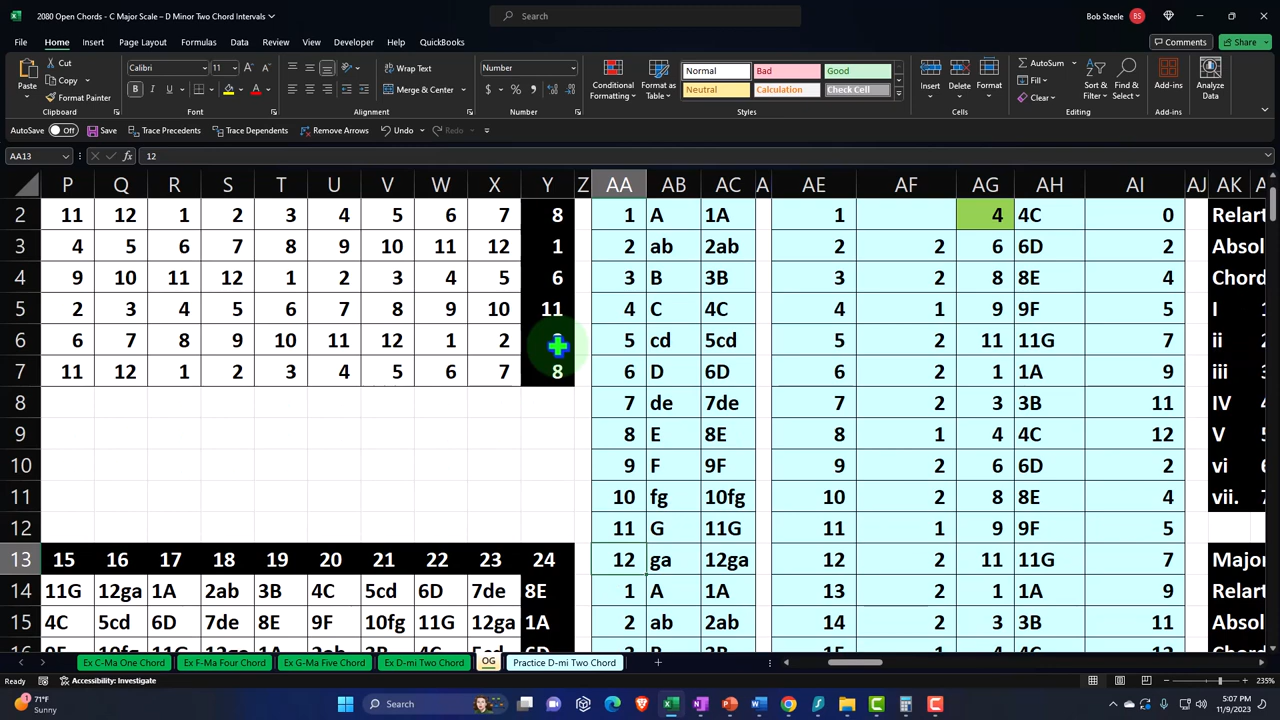 2080 Open Chords - C Major Scale – D Minor Two Chord Intervals
Search
Bob Steele BS
File Home Insert Page Layout Formulas Data Review View Developer Help QuickBooks Comments Share
Cut
Copy
Format Painter
Paste
Calibri 11
Wrap Text
Merge & Center
Number
Conditional Formatting
Format as Table
Normal Bad Good
Neutral Calculation Check Cell
Insert Delete Format
AutoSum
Fill
Clear
Sort & Filter
Find & Select
Add-ins
Analyze Data
Clipboard Font Alignment Number Styles Cells Editing Add-ins
AutoSave Off Save Trace Precedents Trace Dependents Remove Arrows Undo
AA13 fx 12
P Q R S T U V W X Y Z AA AB AC A AE AF AG AH AI AJ AK A
2 11 12 1 2 3 4 5 6 7 8 1 A 1A 1 4 4C 0 Relart
3 4 5 6 7 8 9 10 11 12 1 2 ab 2ab 2 2 6 6D 2 Absol
4 9 10 11 12 1 2 3 4 5 6 3 B 3B 3 2 8 8E 4 Chord
5 2 3 4 5 6 7 8 9 10 11 4 C 4C 4 1 9 9F 5 I 1
6 6 7 8 9 10 11 12 1 2 5 cd 5cd 5 2 11 11G 7 ii 2
7 11 12 1 2 3 4 5 6 7 8 6 D 6D 6 2 1 1A 9 iii 3
8 7 de 7de 7 2 3 3B 11 IV 4
9 8 E 8E 8 1 4 4C 12 V 5
10 9 F 9F 9 2 6 6D 2 vi 6
11 10 fg 10fg 10 2 8 8E 4 vii. 7
12 11 G 11G 11 1 9 9F 5
13 15 16 17 18 19 20 21 22 23 24 12 ga 12ga 12 2 11 11G 7 Major
14 11G 12ga 1A 2ab 3B 4C 5cd 6D 7de 8E 1 A 1A 13 2 1 1A 9 Relart
15 4C 5cd 6D 7de 8E 9F 10fg 11G 12ga 1A 2 ab 2ab 14 2 3 3B 11 Absol
Ex C-Ma One Chord Ex F-Ma Four Chord Ex G-Ma Five Chord Ex D-mi Two Chord OG Practice D-mi Two Chord
Ready Accessibility: Investigate 235%
71°F
Sunny
Search
5:07 PM
11/9/2023